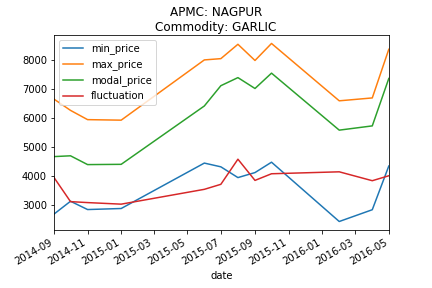 APMC: NAGPUR
Commodity: GARLIC
min_price
max_price
modal_price
fluctuation
8000
7000
6000
5000
4000
3000
2014-09
2014-11
2015-01
2015-03
2015-05
2015-07
2015-09
2015-11
2016-01
2016-03
2016-05
date